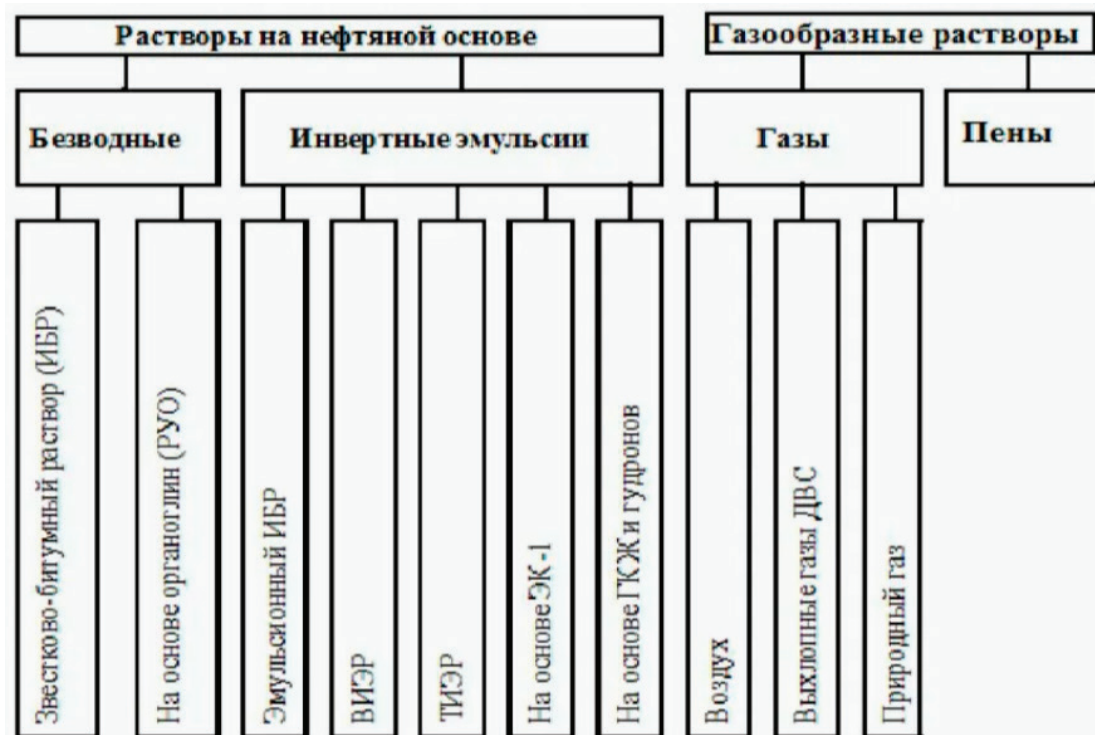 Растворы на нефтяной основе
Газообразные растворы
Безводные
Инвертные эмульсии
Газы
Пены
Звестково-битумный раствор (ИБР)
На основе органоглин (РУО)
Эмульсионный ИБР
ВИЭР
ТИЭР
На основе ЭК-1
На основе ГКЖ и гудронов
Воздух
Выхлопные газы ДВС
Природный газ